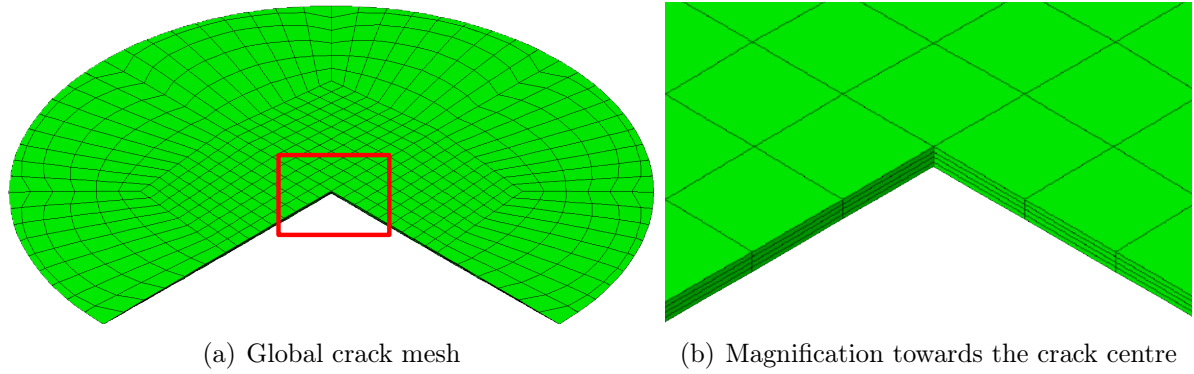 (a) Global crack mesh
(b) Magnification towards the crack centre